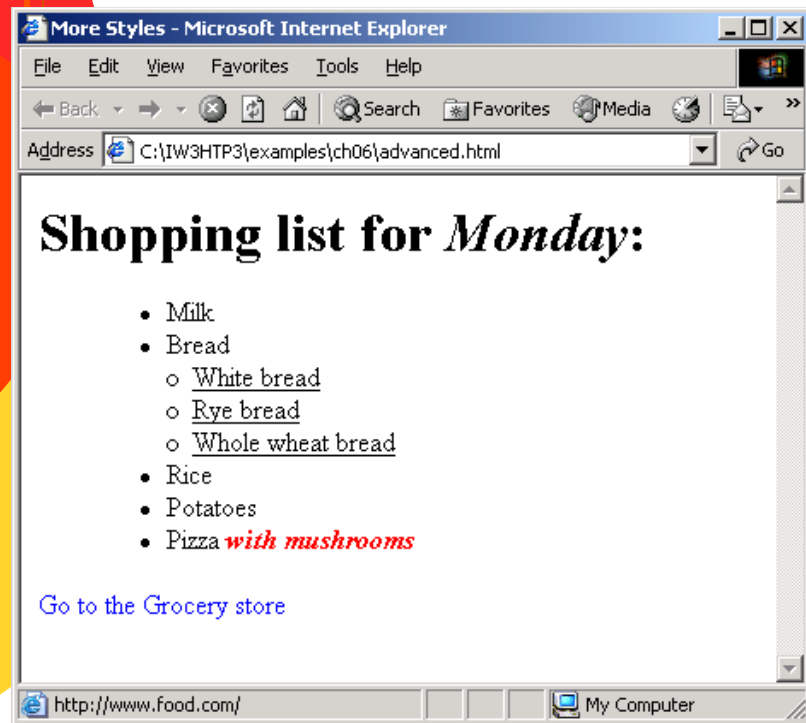 More Styles - Microsoft Internet Explorer
File Edit View Favorites Tools Help
Back Search Favorites Media »
Address C:\IW3HTP3\examples\ch06\advanced.html Go
Shopping list for Monday:
• Milk
• Bread
o White bread
o Rye bread
o Whole wheat bread
• Rice
• Potatoes
• Pizza with mushrooms
Go to the Grocery store
http://www.food.com/ My Computer